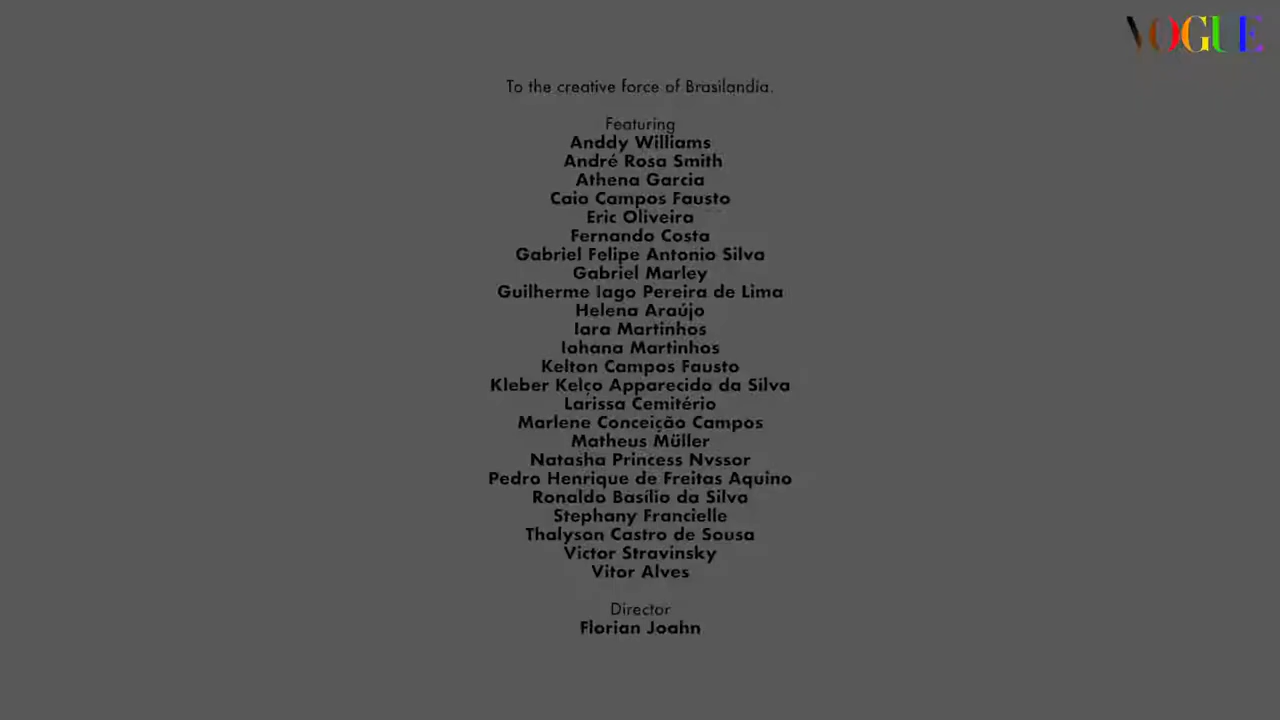 VOGUE
To the creative force of Brasilandia.
Featuring
Anddy Williams
André Rosa Smith
Athena Garcia
Caio Campos Fausto
Eric Oliveira
Fernando Costa
Gabriel Felipe Antonio Silva
Gabriel Marley
Guilherme Iago Pereira de Lima
Helena Araújo
Iara Martinhos
Iohana Martinhos
Kelton Campos Fausto
Kleber Kelço Apparecido da Silva
Larissa Cemitério
Marlene Conceição Campos
Matheus Müller
Natasha Princess Nvssor
Pedro Henrique de Freitas Aquino
Ronaldo Basílio da Silva
Stephany Francielle
Thalyson Castro de Sousa
Victor Stravinsky
Vitor Alves
Director
Florian Joahn